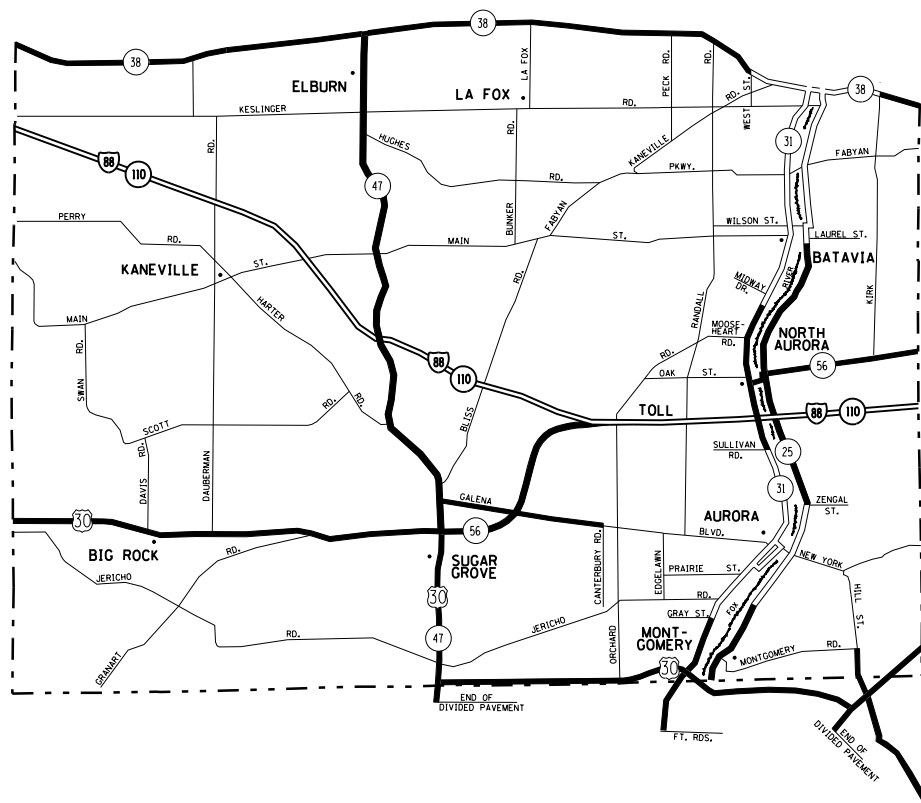 38
38
ELBURN
LA FOX
LA FOX
PECK RD.
RD.
WEST ST.
38
KESLINGER
RD.
RD.
KANEVILLE
RD.
31
88
110
HUGHES
RD.
RD.
BUNKER
FABYAN
PKWY.
FABYAN
47
PERRY
RD.
MAIN
ST.
MAIN
ST.
WILSON ST.
LAUREL ST.
BATAVIA
KANEVILLE
RD.
RANDALL
MIDWAY
DR.
RIVER
KIRK
HARTER
RD.
MAIN
MOOSE-
HEART
RD.
NORTH
AURORA
SWAN RD.
88
110
RD.
OAK ST.
56
BLISS
TOLL
88
110
SCOTT
RD.
DAVIS RD.
DAUBERMAN
SULLIVAN
RD.
25
31
GALENA
ZENGAL
ST.
30
56
AURORA
BLVD.
BIG ROCK
RD.
SUGAR
GROVE
CANTERBURY RD.
EDGELAWN
PRAIRIE ST.
NEW YORK
JERICHO
30
RD.
HILL ST.
GRAY ST.
FOX
RD.
JERICHO
47
ORCHARD
MONT-
GOMERY
GRANART
30
MONTGOMERY RD.
END OF
DIVIDED PAVEMENT
FT. RDS.
END OF
DIVIDED PAVEMENT